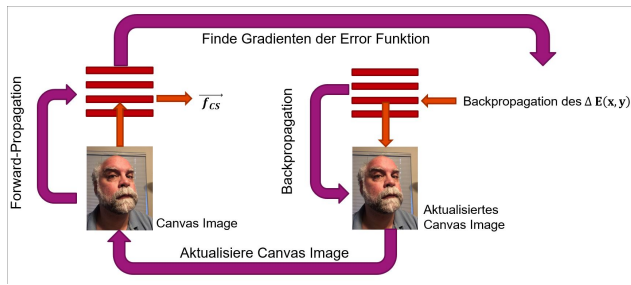 Finde Gradienten der Error Funktion
Forward-Propagation
f_CS
Canvas Image
Backpropagation
Backpropagation des Δ E(x, y)
Aktualisiertes
Canvas Image
Aktualisiere Canvas Image